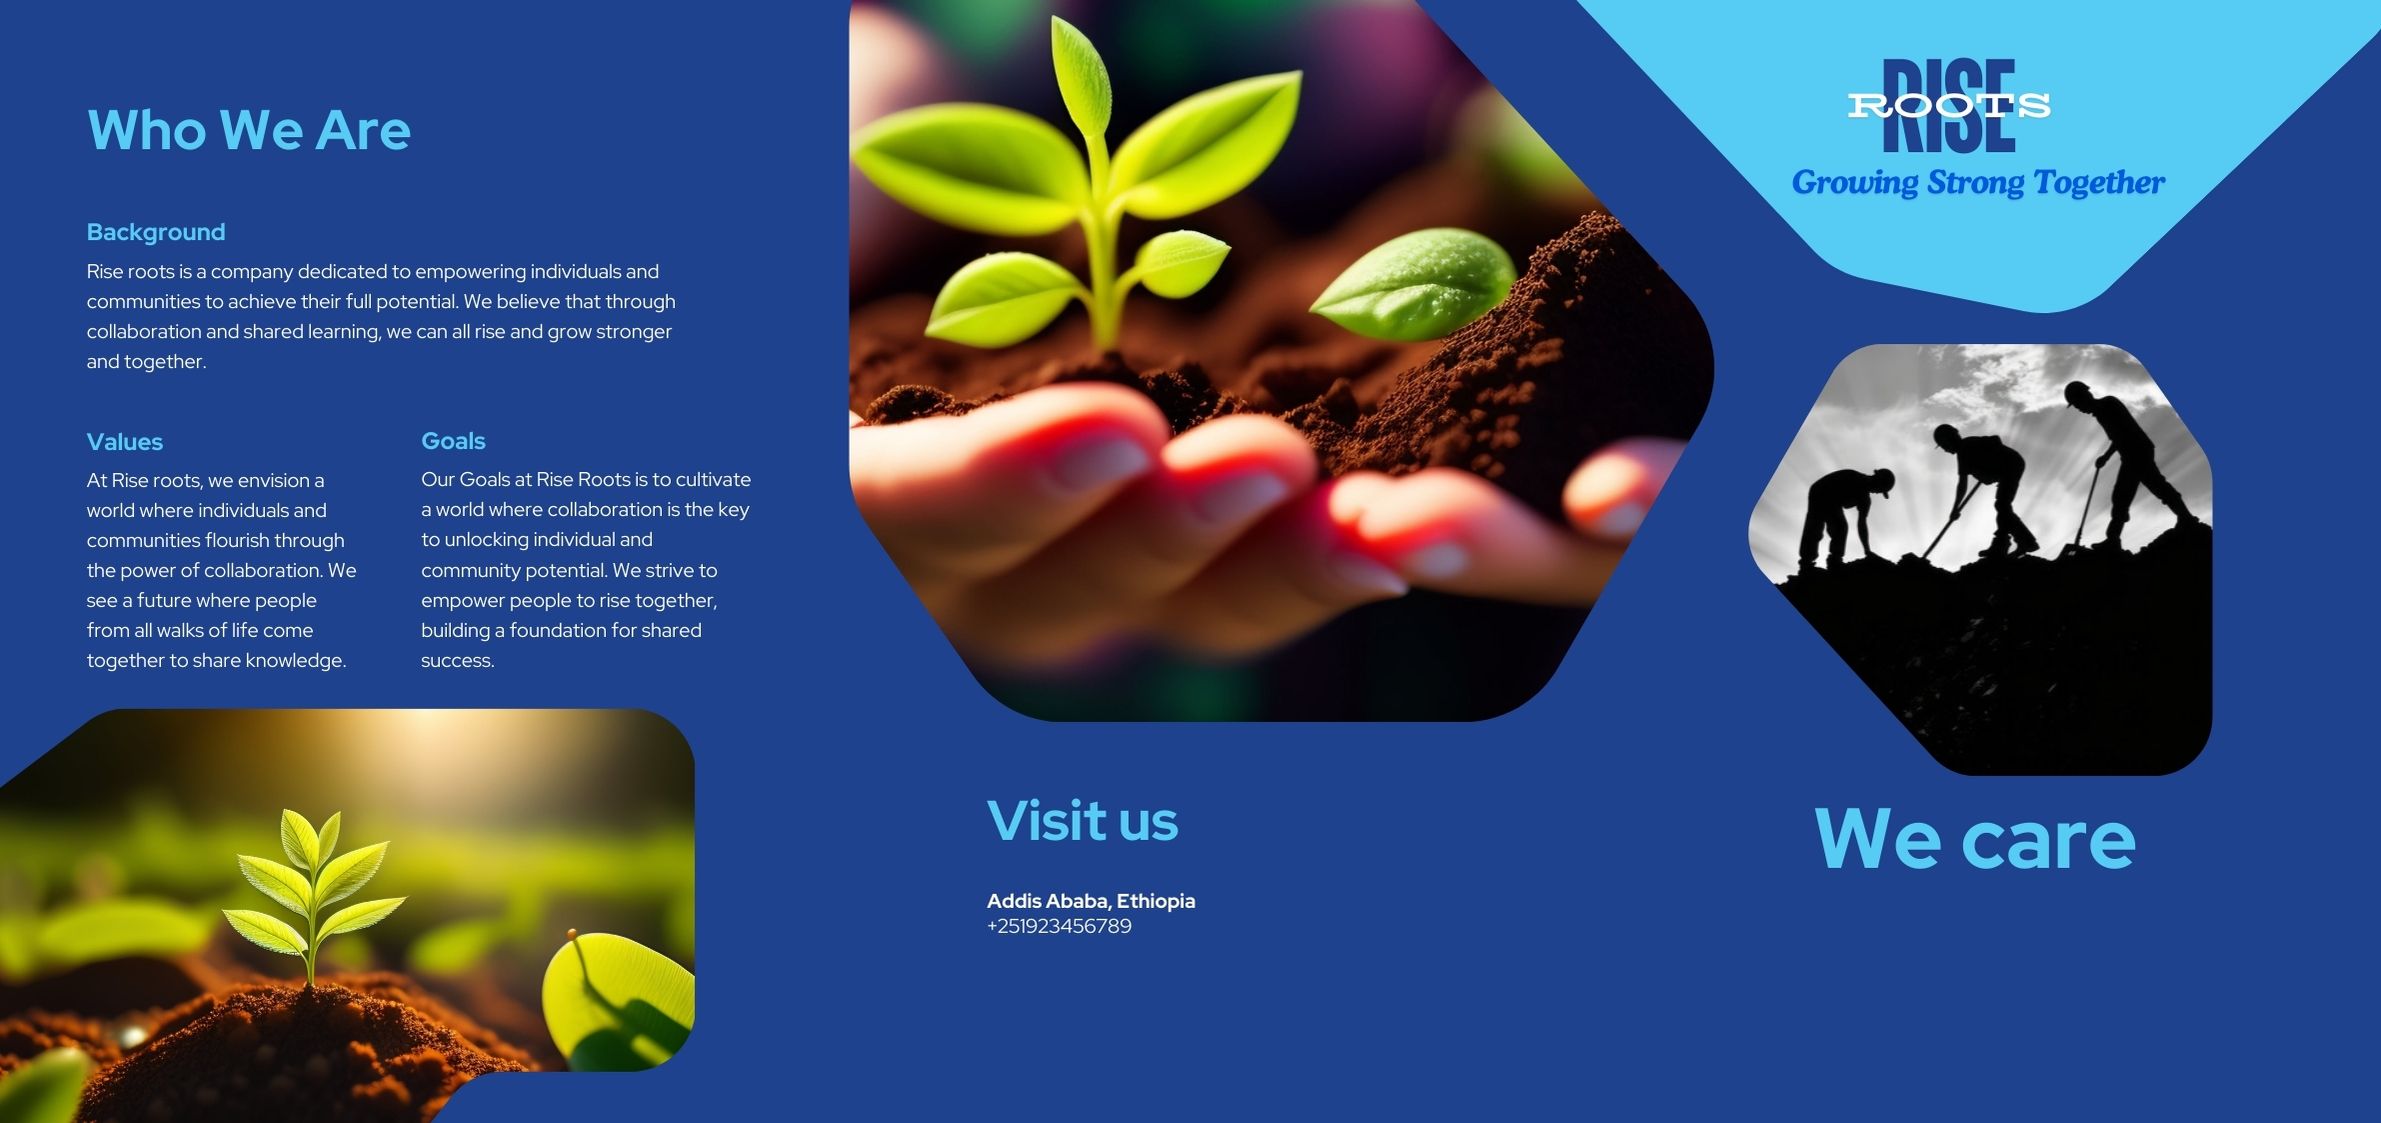 Who We Are
Background
Rise roots is a company dedicated to empowering individuals and
communities to achieve their full potential. We believe that through
collaboration and shared learning, we can all rise and grow stronger
and together.
Values
At Rise roots, we envision a
world where individuals and
communities flourish through
the power of collaboration. We
see a future where people
from all walks of life come
together to share knowledge.
Goals
Our Goals at Rise Roots is to cultivate
a world where collaboration is the key
to unlocking individual and
community potential. We strive to
empower people to rise together,
building a foundation for shared
success.
Visit us
Addis Ababa, Ethiopia
+251923456789
RISE
ROOTS
Growing Strong Together
We care